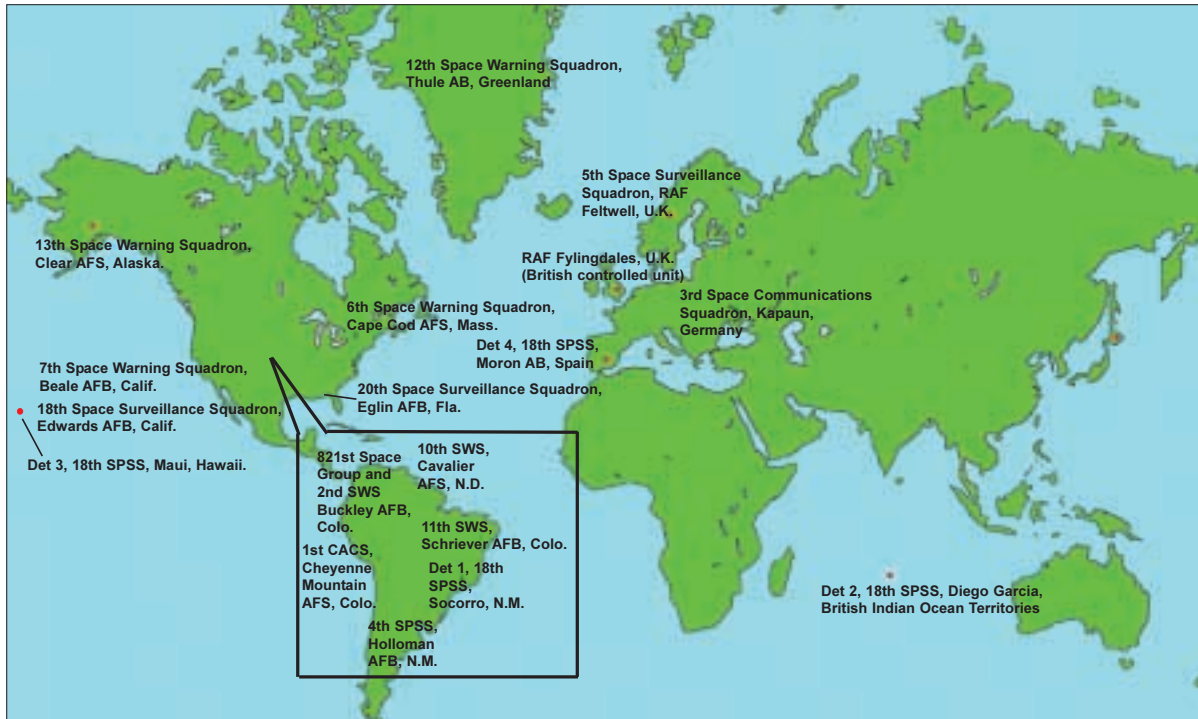 12th Space Warning Squadron,
Thule AB, Greenland
5th Space Surveillance
Squadron, RAF
Feltwell, U.K.
13th Space Warning Squadron,
Clear AFS, Alaska.
RAF Fylingdales, U.K.
(British controlled unit)
3rd Space Communications
Squadron, Kapaun,
Germany
6th Space Warning Squadron,
Cape Cod AFS, Mass.
Det 4, 18th SPSS,
Moron AB, Spain
7th Space Warning Squadron,
Beale AFB, Calif.
20th Space Surveillance Squadron,
Eglin AFB, Fla.
18th Space Surveillance Squadron,
Edwards AFB, Calif.
Det 3, 18th SPSS, Maui, Hawaii.
821st Space
Group and
2nd SWS
Buckley AFB,
Colo.
10th SWS,
Cavalier
AFS, N.D.
11th SWS,
Schriever AFB, Colo.
1st CACS,
Cheyenne
Mountain
AFS, Colo.
Det 1, 18th
SPSS,
Socorro, N.M.
4th SPSS,
Holloman
AFB, N.M.
Det 2, 18th SPSS, Diego Garcia,
British Indian Ocean Territories